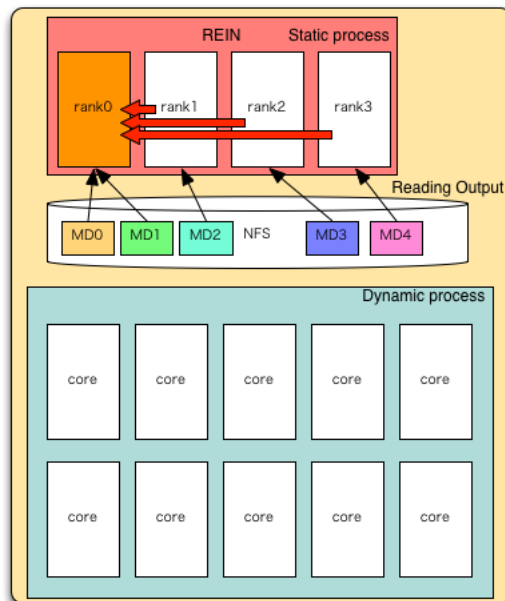 REIN Static process
rank0 rank1 rank2 rank3
Reading Output
MD0 MD1 MD2 NFS MD3 MD4
Dynamic process
core core core core core
core core core core core